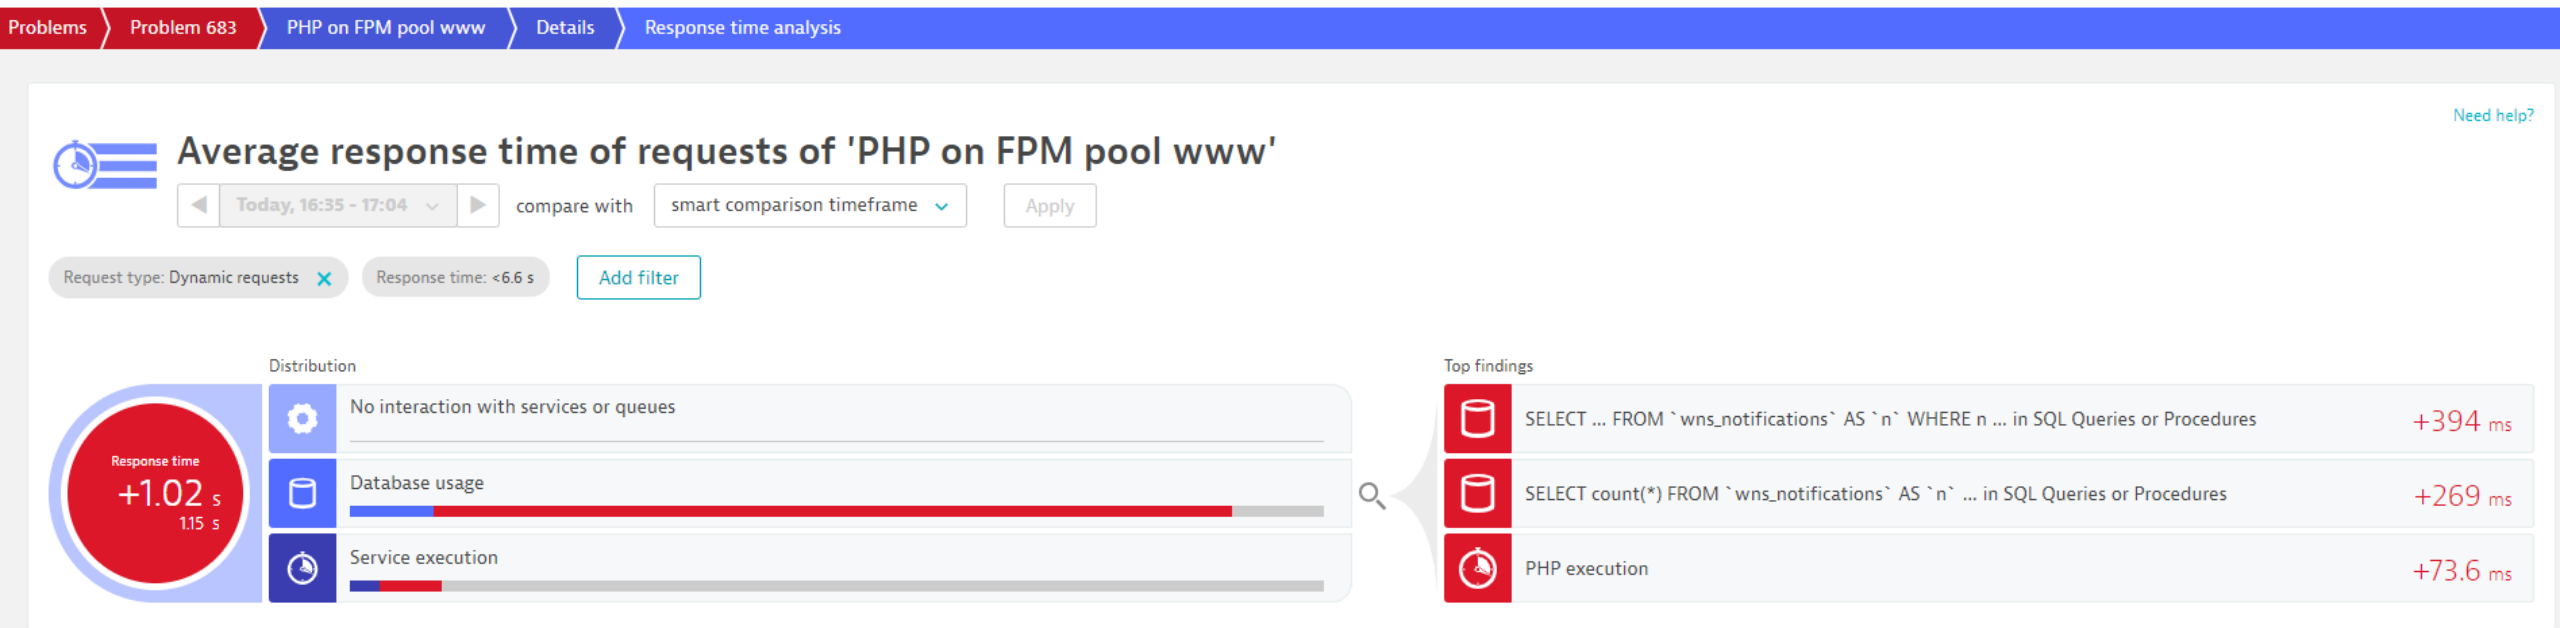 Problems
Problem 683
PHP on FPM pool www
Details
Response time analysis
Need help?
Average response time of requests of 'PHP on FPM pool www'
Today, 16:35 - 17:04
compare with
smart comparison timeframe
Apply
Request type: Dynamic requests
Response time: <6.6 s
Add filter
Distribution
Response time
+1.02 s
1.15 s
No interaction with services or queues
Database usage
Service execution
Top findings
SELECT ... FROM `wns_notifications` AS `n` WHERE n ... in SQL Queries or Procedures
+394 ms
SELECT count(*) FROM `wns_notifications` AS `n` ... in SQL Queries or Procedures
+269 ms
PHP execution
+73.6 ms